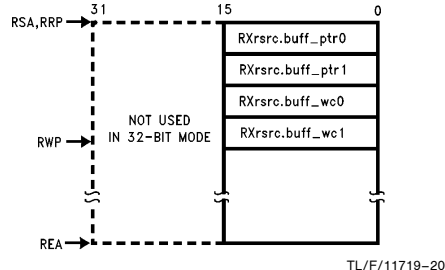 31 15 0
RSA,RRP
RXrsrc.buff_ptr0
RXrsrc.buff_ptr1
RXrsrc.buff_wc0
NOT USED
IN 32-BIT MODE
RXrsrc.buff_wc1
RWP
REA
TL/F/11719–20